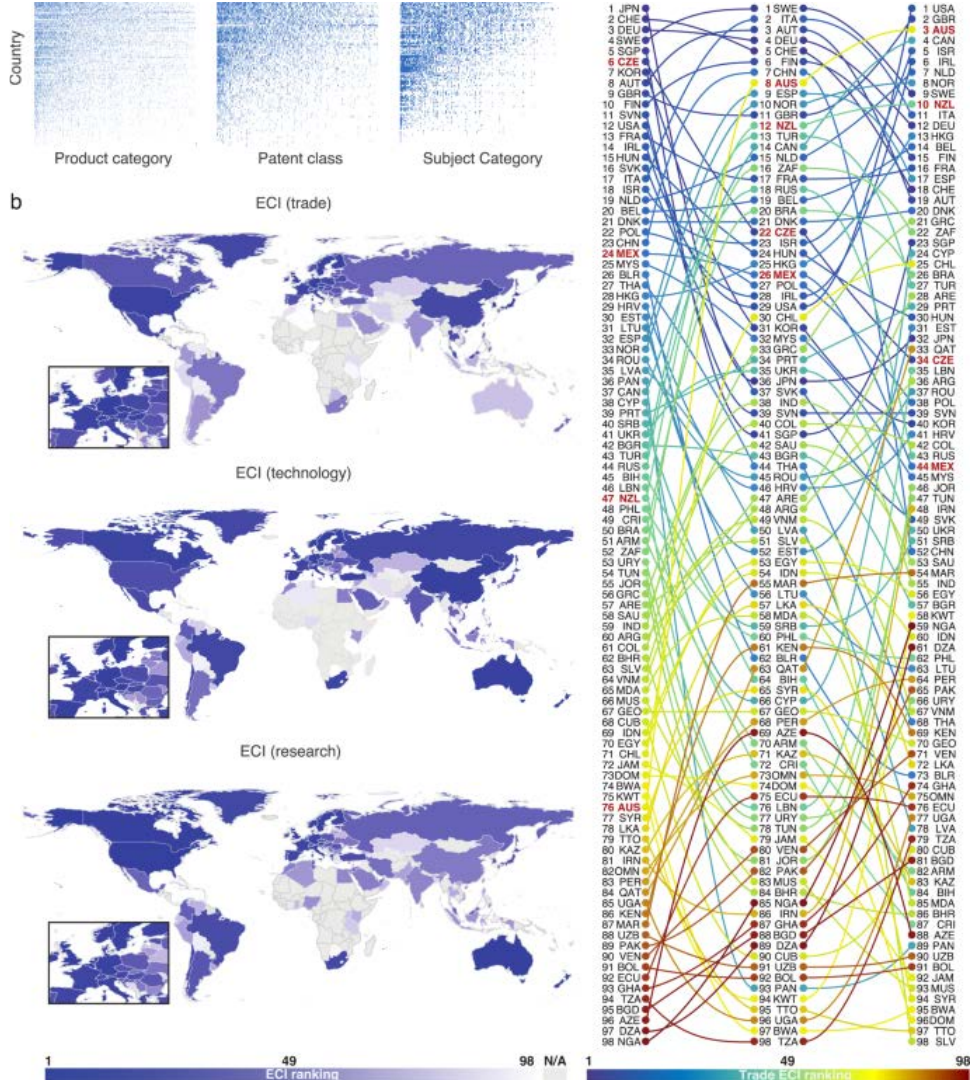 Country
Product category
Patent class
Subject Category
b
ECI (trade)
ECI (technology)
ECI (research)
1 49 98 N/A
ECI ranking
1 JPN
2 CHE
3 DEU
4 SWE
5 SGP
6 CZE
7 KOR
8 AUT
9 GBR
10 FIN
11 SVN
12 USA
13 FRA
14 IRL
15 HUN
16 SVK
17 ITA
18 ISR
19 NLD
20 BEL
21 DNK
22 POL
23 CHN
24 MEX
25 MYS
26 BLR
27 THA
28 HKG
29 HRV
30 EST
31 LTU
32 ESP
33 NOR
34 ROU
35 LVA
36 PAN
37 CAN
38 CYP
39 PRT
40 SRB
41 UKR
42 BGR
43 TUR
44 RUS
45 BIH
46 LBN
47 NZL
48 PHL
49 CRI
50 BRA
51 ARM
52 ZAF
53 URY
54 TUN
55 JOR
56 GRC
57 ARE
58 SAU
59 IND
60 ARG
61 COL
62 BHR
63 SLV
64 VNM
65 MDA
66 MUS
67 GEO
68 CUB
69 IDN
70 EGY
71 CHL
72 JAM
73 DOM
74 BWA
75 KWT
76 AUS
77 SYR
78 LKA
79 TTO
80 KAZ
81 IRN
82 OMN
83 PER
84 QAT
85 UGA
86 KEN
87 MAR
88 UZB
89 PAK
90 VEN
91 BOL
92 ECU
93 GHA
94 TZA
95 BGD
96 AZE
97 DZA
98 NGA
1 SWE
2 ITA
3 AUT
4 DEU
5 CHE
6 FIN
7 CHN
8 AUS
9 ESP
10 NOR
11 GBR
12 NZL
13 TUR
14 CAN
15 NLD
16 ZAF
17 FRA
18 RUS
19 BEL
20 BRA
21 DNK
22 CZE
23 ISR
24 HUN
25 HKG
26 MEX
27 POL
28 IRL
29 USA
30 CHL
31 KOR
32 MYS
33 GRC
34 PRT
35 UKR
36 JPN
37 SVK
38 IND
39 SVN
40 COL
41 SGP
42 SAU
43 BGR
44 THA
45 ROU
46 HRV
47 ARE
48 ARG
49 VNM
50 LVA
51 SLV
52 EST
53 EGY
54 IDN
55 MAR
56 LTU
57 LKA
58 MDA
59 SRB
60 PHL
61 KEN
62 BLR
63 QAT
64 BIH
65 SYR
66 CYP
67 GEO
68 PER
69 AZE
70 ARM
71 KAZ
72 CRI
73 OMN
74 DOM
75 ECU
76 LBN
77 URY
78 TUN
79 JAM
80 VEN
81 JOR
82 PAK
83 MUS
84 BHR
85 NGA
86 IRN
87 GHA
88 BGD
89 DZA
90 CUB
91 UZB
92 BOL
93 PAN
94 KWT
95 TTO
96 UGA
97 BWA
98 TZA
1 USA
2 GBR
3 AUS
4 CAN
5 ISR
6 IRL
7 NLD
8 NOR
9 SWE
10 NZL
11 ITA
12 DEU
13 HKG
14 BEL
15 FIN
16 FRA
17 ESP
18 CHE
19 AUT
20 DNK
21 GRC
22 ZAF
23 SGP
24 CYP
25 CHL
26 BRA
27 TUR
28 ARE
29 PRT
30 HUN
31 EST
32 JPN
33 QAT
34 CZE
35 LBN
36 ARG
37 ROU
38 POL
39 SVN
40 KOR
41 HRV
42 COL
43 RUS
44 MEX
45 MYS
46 JOR
47 TUN
48 IRN
49 SVK
50 UKR
51 SRB
52 CHN
53 SAU
54 MAR
55 IND
56 EGY
57 BGR
58 KWT
59 NGA
60 IDN
61 DZA
62 PHL
63 LTU
64 PER
65 PAK
66 URY
67 VNM
68 THA
69 KEN
70 GEO
71 VEN
72 LKA
73 BLR
74 GHA
75 OMN
76 ECU
77 UGA
78 LVA
79 TZA
80 CUB
81 BGD
82 ARM
83 KAZ
84 BIH
85 MDA
86 BHR
87 CRI
88 AZE
89 PAN
90 UZB
91 BOL
92 JAM
93 MUS
94 SYR
95 BWA
96 DOM
97 TTO
98 SLV
1 49 98
Trade ECI ranking